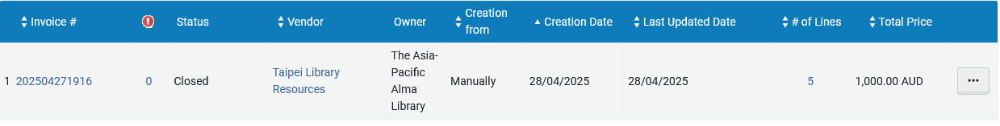 Invoice # Status Vendor Owner Creation from Creation Date Last Updated Date # of Lines Total Price
1 202504271916 0 Closed Taipei Library Resources The Asia-Pacific Alma Library Manually 28/04/2025 28/04/2025 5 1,000.00 AUD